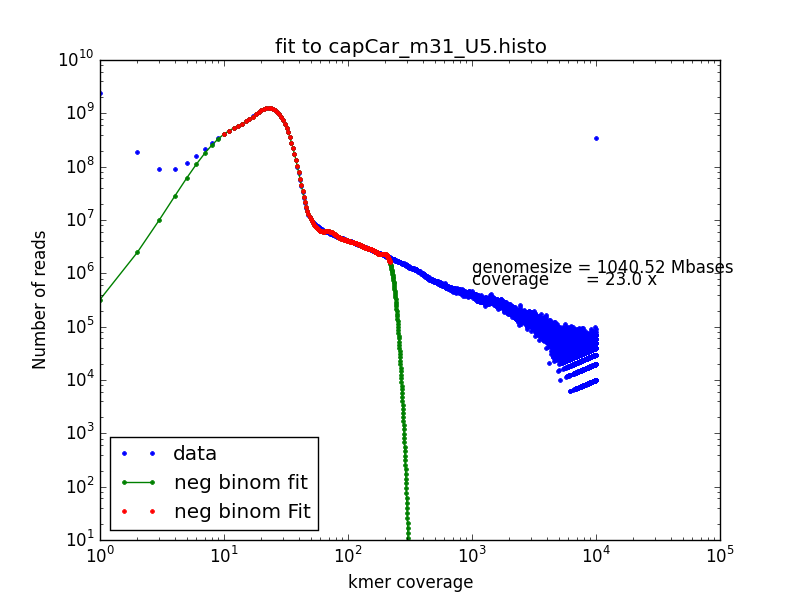 fit to capCar_m31_U5.histo
10^10
10^9
10^8
10^7
10^6
10^5
10^4
10^3
10^2
10^1
Number of reads
genomesize = 1040.52 Mbases
coverage = 23.0 x
data
neg binom fit
neg binom Fit
10^0 10^1 10^2 10^3 10^4 10^5
kmer coverage